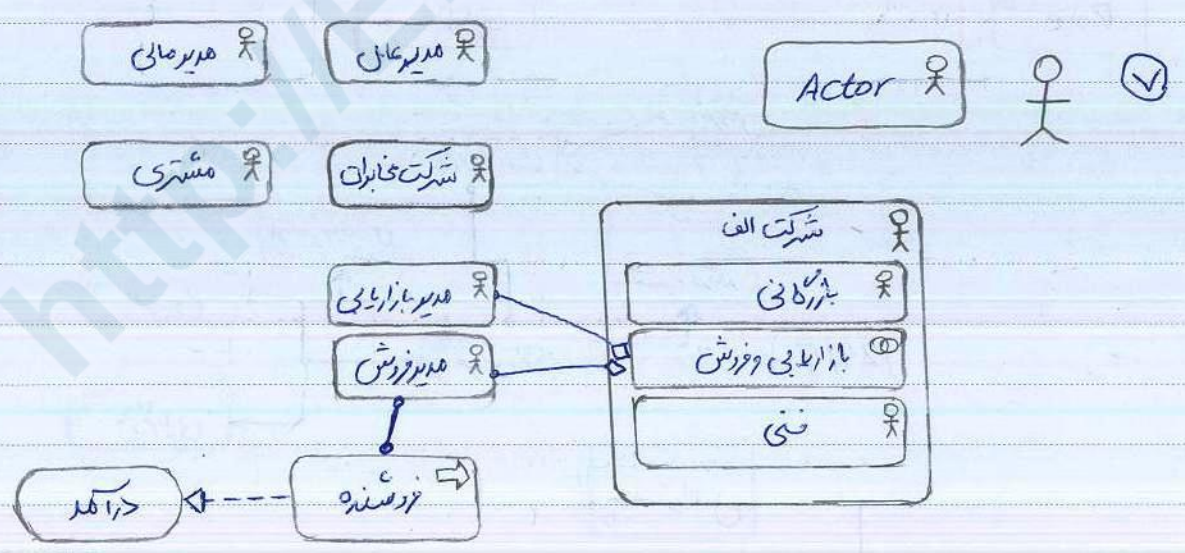 Actor
مدیر عامل
مدیر مالی
شرکت مخابرات
مشتری
شرکت الف
بازرگانی
بازاریابی و فروش
فنی
مدیر بازاریابی
مدیر فروش
فروشنده
درآمد
http://